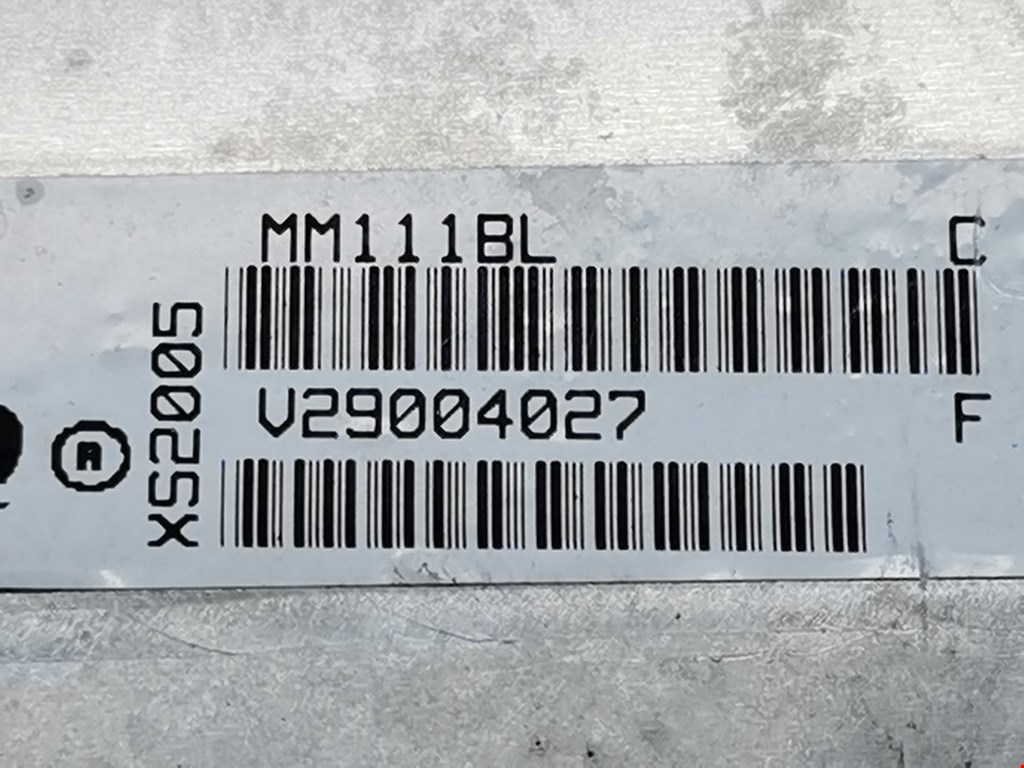 MM111BL C
V29004027 F
XS2005
A